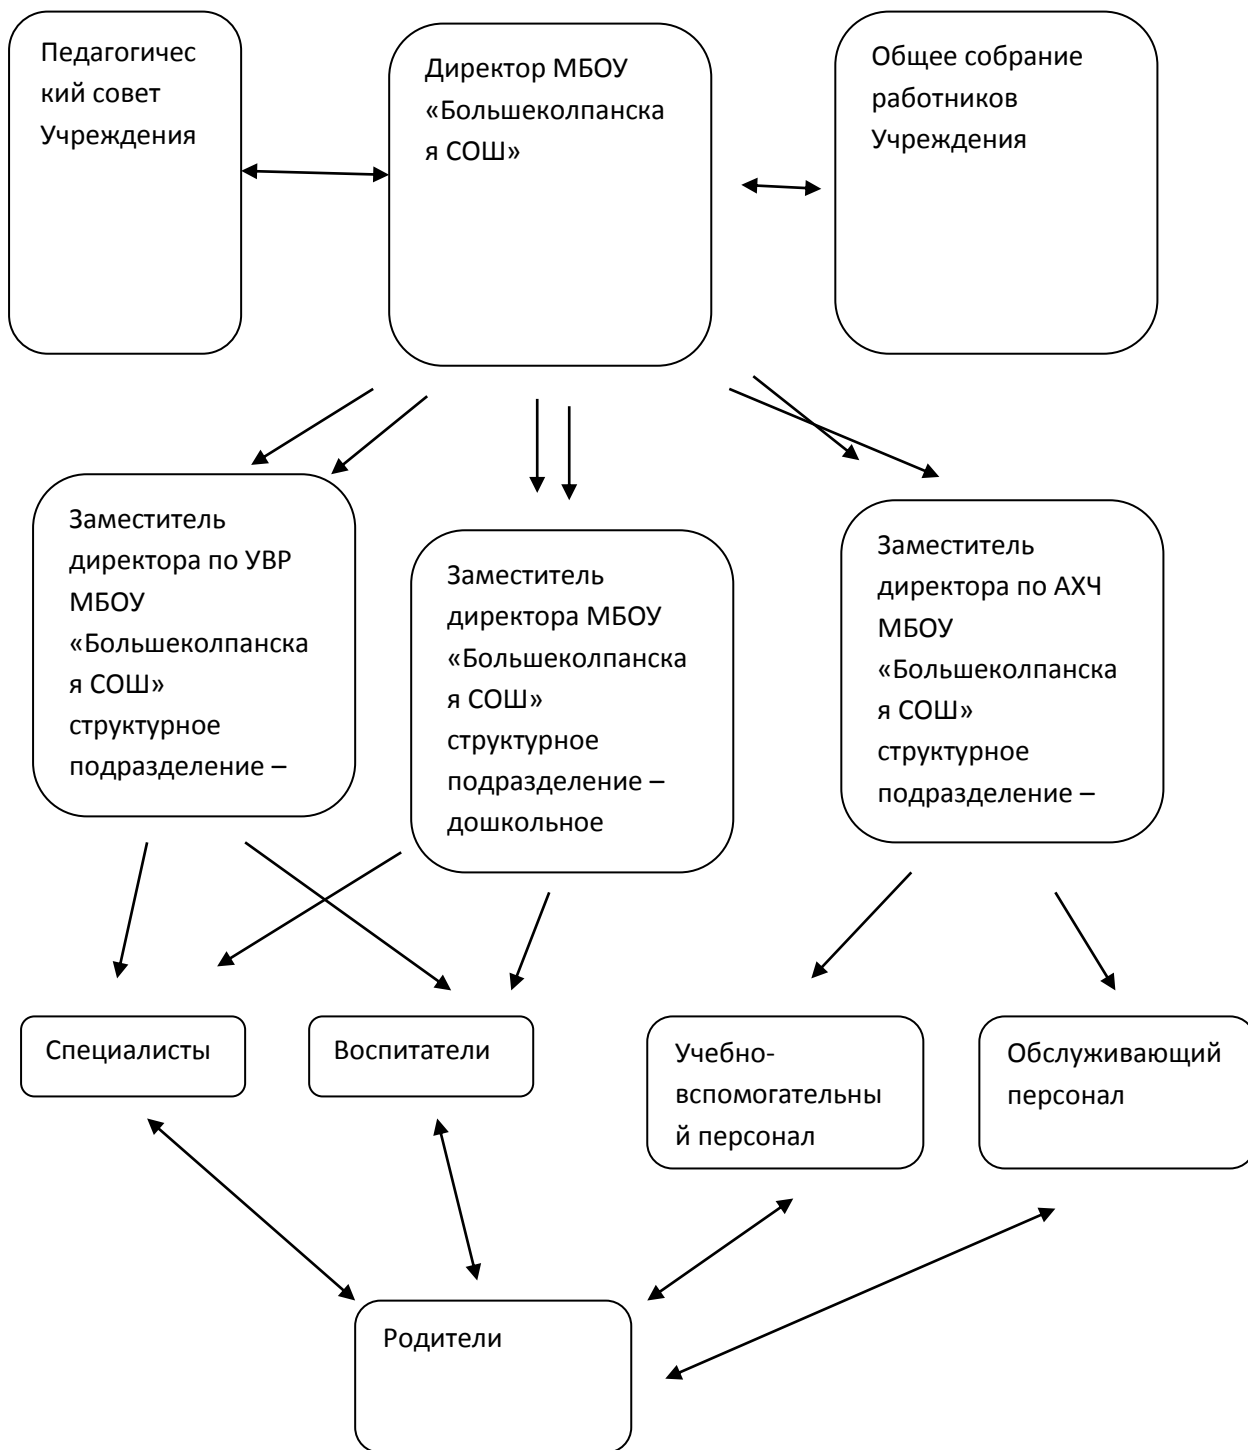 Педагогичес
кий совет
Учреждения
Директор МБОУ
«Большеколпанска
я СОШ»
Общее собрание
работников
Учреждения
Заместитель
директора по УВР
МБОУ
«Большеколпанска
я СОШ»
структурное
подразделение –
Заместитель
директора МБОУ
«Большеколпанска
я СОШ»
структурное
подразделение –
дошкольное
Заместитель
директора по АХЧ
МБОУ
«Большеколпанска
я СОШ»
структурное
подразделение –
Специалисты
Воспитатели
Учебно-
вспомогательны
й персонал
Обслуживающий
персонал
Родители